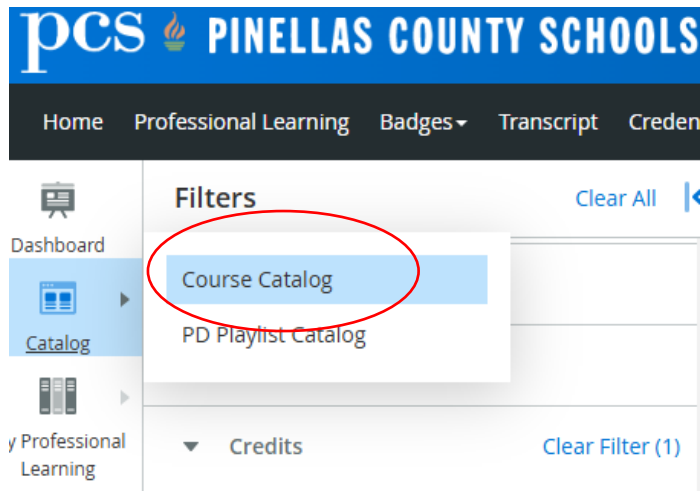 pcs PINELLAS COUNTY SCHOOLS
Home Professional Learning Badges Transcript Creden
Filters Clear All
Dashboard
Course Catalog
Catalog
PD Playlist Catalog
y Professional
Learning
Credits Clear Filter (1)